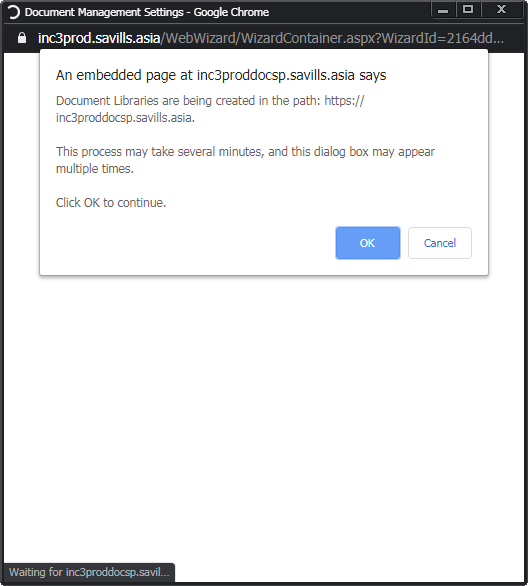 Document Management Settings - Google Chrome
inc3prod.savills.asia/WebWizard/WizardContainer.aspx?WizardId=2164dd...
An embedded page at inc3proddocsp.savills.asia says
Document Libraries are being created in the path: https://
inc3proddocsp.savills.asia.
This process may take several minutes, and this dialog box may appear
multiple times.
Click OK to continue.
OK
Cancel
Waiting for inc3proddocsp.savil...